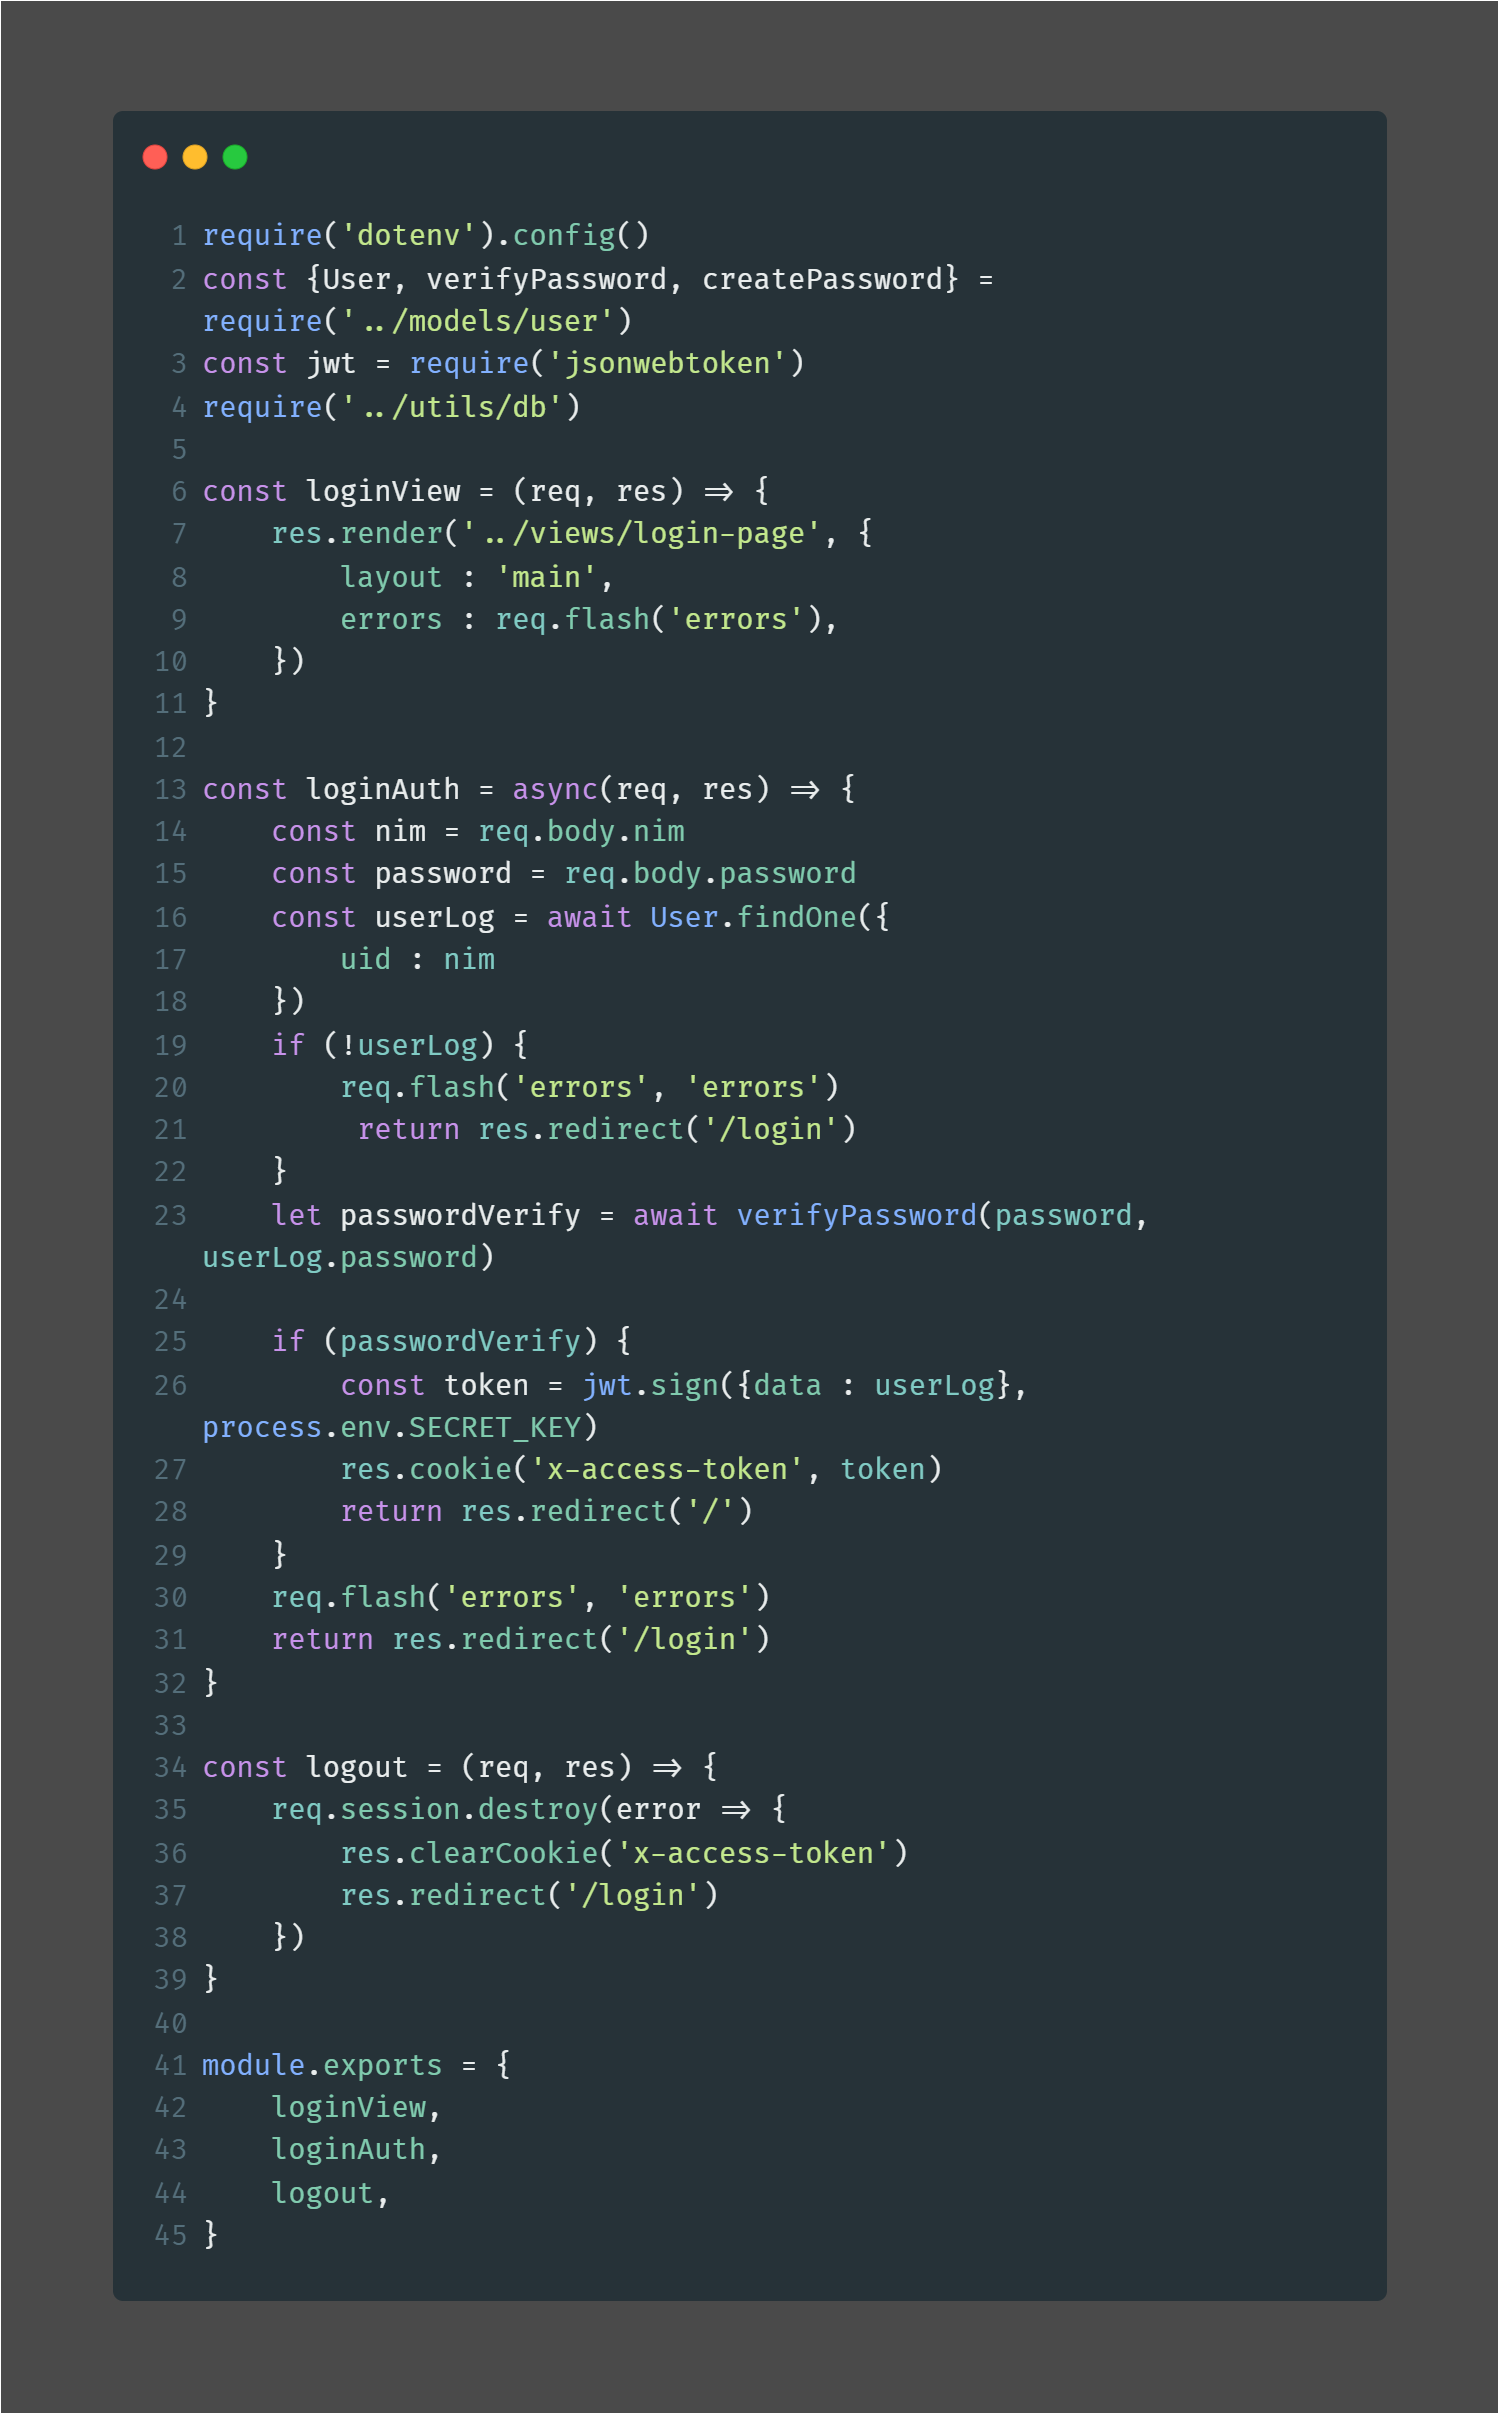 1 require('dotenv').config()
2 const {User, verifyPassword, createPassword} =
require('../models/user')
3 const jwt = require('jsonwebtoken')
4 require('../utils/db')
5
6 const loginView = (req, res) => {
7     res.render('../views/login-page', {
8         layout : 'main',
9         errors : req.flash('errors'),
10     })
11 }
12
13 const loginAuth = async(req, res) => {
14     const nim = req.body.nim
15     const password = req.body.password
16     const userLog = await User.findOne({
17         uid : nim
18     })
19     if (!userLog) {
20         req.flash('errors', 'errors')
21          return res.redirect('/login')
22     }
23     let passwordVerify = await verifyPassword(password,
userLog.password)
24
25     if (passwordVerify) {
26         const token = jwt.sign({data : userLog},
process.env.SECRET_KEY)
27         res.cookie('x-access-token', token)
28         return res.redirect('/')
29     }
30     req.flash('errors', 'errors')
31     return res.redirect('/login')
32 }
33
34 const logout = (req, res) => {
35     req.session.destroy(error => {
36         res.clearCookie('x-access-token')
37         res.redirect('/login')
38     })
39 }
40
41 module.exports = {
42     loginView,
43     loginAuth,
44     logout,
45 }